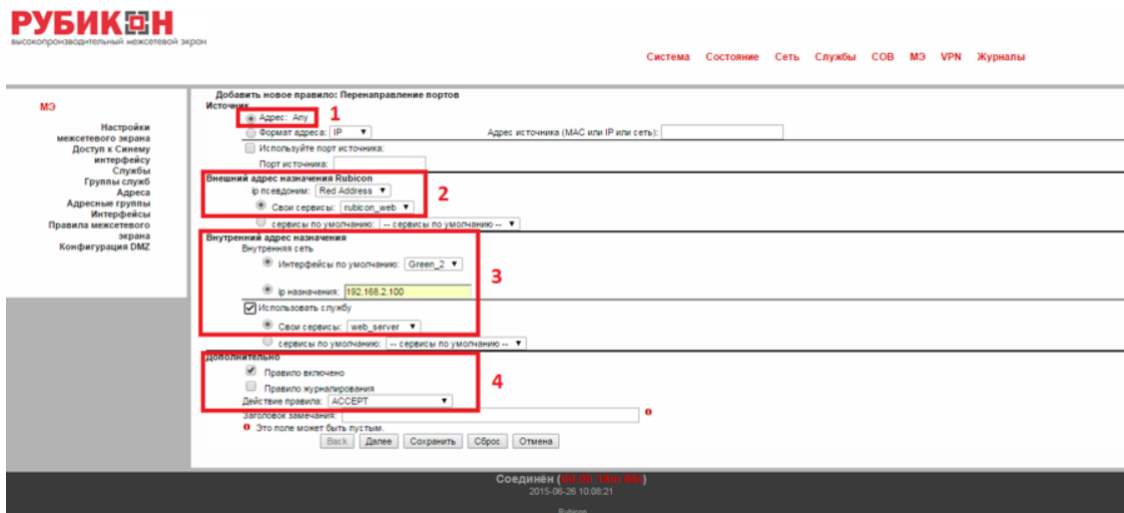 РУБИКОН
высокопроизводительный межсетевой экран
Система Состояние Сеть Службы СОВ МЭ VPN Журналы
МЭ
Настройки
межсетевого экрана
Доступ к Синему
интерфейсу
Службы
Группы служб
Адреса
Адресные группы
Интерфейсы
Правила межсетевого
экрана
Конфигурация DMZ
Добавить новое правило: Перенаправление портов
Источник
Адрес: Any 1
Формат адреса: IP Адрес источника (MAC или IP или сеть):
Используйте порт источника:
Порт источника:
Внешний адрес назначения Rubicon
ip псевдоним: Red Address 2
Свои сервисы: rubicon_web
сервисы по умолчанию: -- сервисы по умолчанию --
Внутренний адрес назначения
Внутренняя сеть
Интерфейсы по умолчанию: Green_2
3
ip назначения: 192.168.2.100
Использовать службу
Свои сервисы: web_server
сервисы по умолчанию: -- сервисы по умолчанию --
Дополнительно
Правило включено
4
Правило журналирования
Действие правила: ACCEPT
Заголовок замечания:
Это поле может быть пустым.
Back Далее Сохранить Сброс Отмена
Соединён (0d 0h 18m
2015-06-26 10:08:21
Rubicon